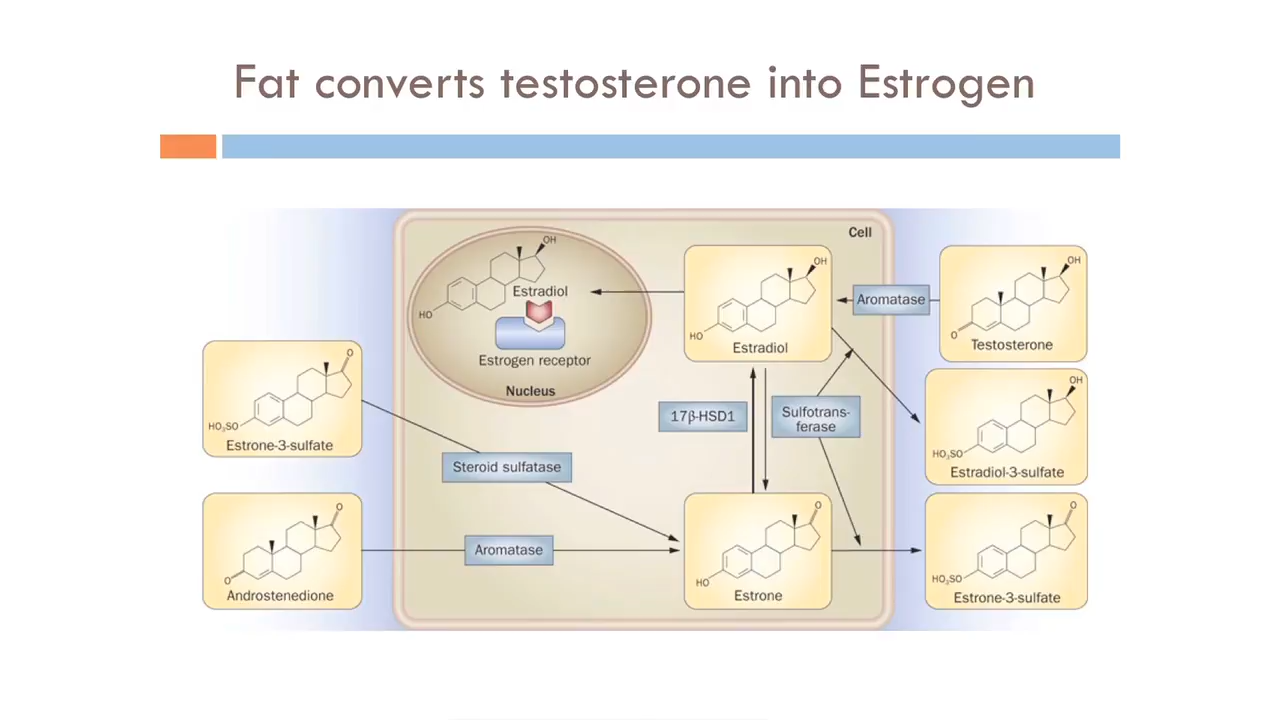 Fat converts testosterone into Estrogen
Cell
OH
Estradiol
HO
Estrogen receptor
Nucleus
OH
HO
Estradiol
Aromatase
OH
O
Testosterone
O
HO₃SO
Estrone-3-sulfate
17β-HSD1
Sulfotrans-
ferase
OH
HO₃SO
Estradiol-3-sulfate
Steroid sulfatase
O
O
Androstenedione
Aromatase
O
HO
Estrone
O
HO₃SO
Estrone-3-sulfate